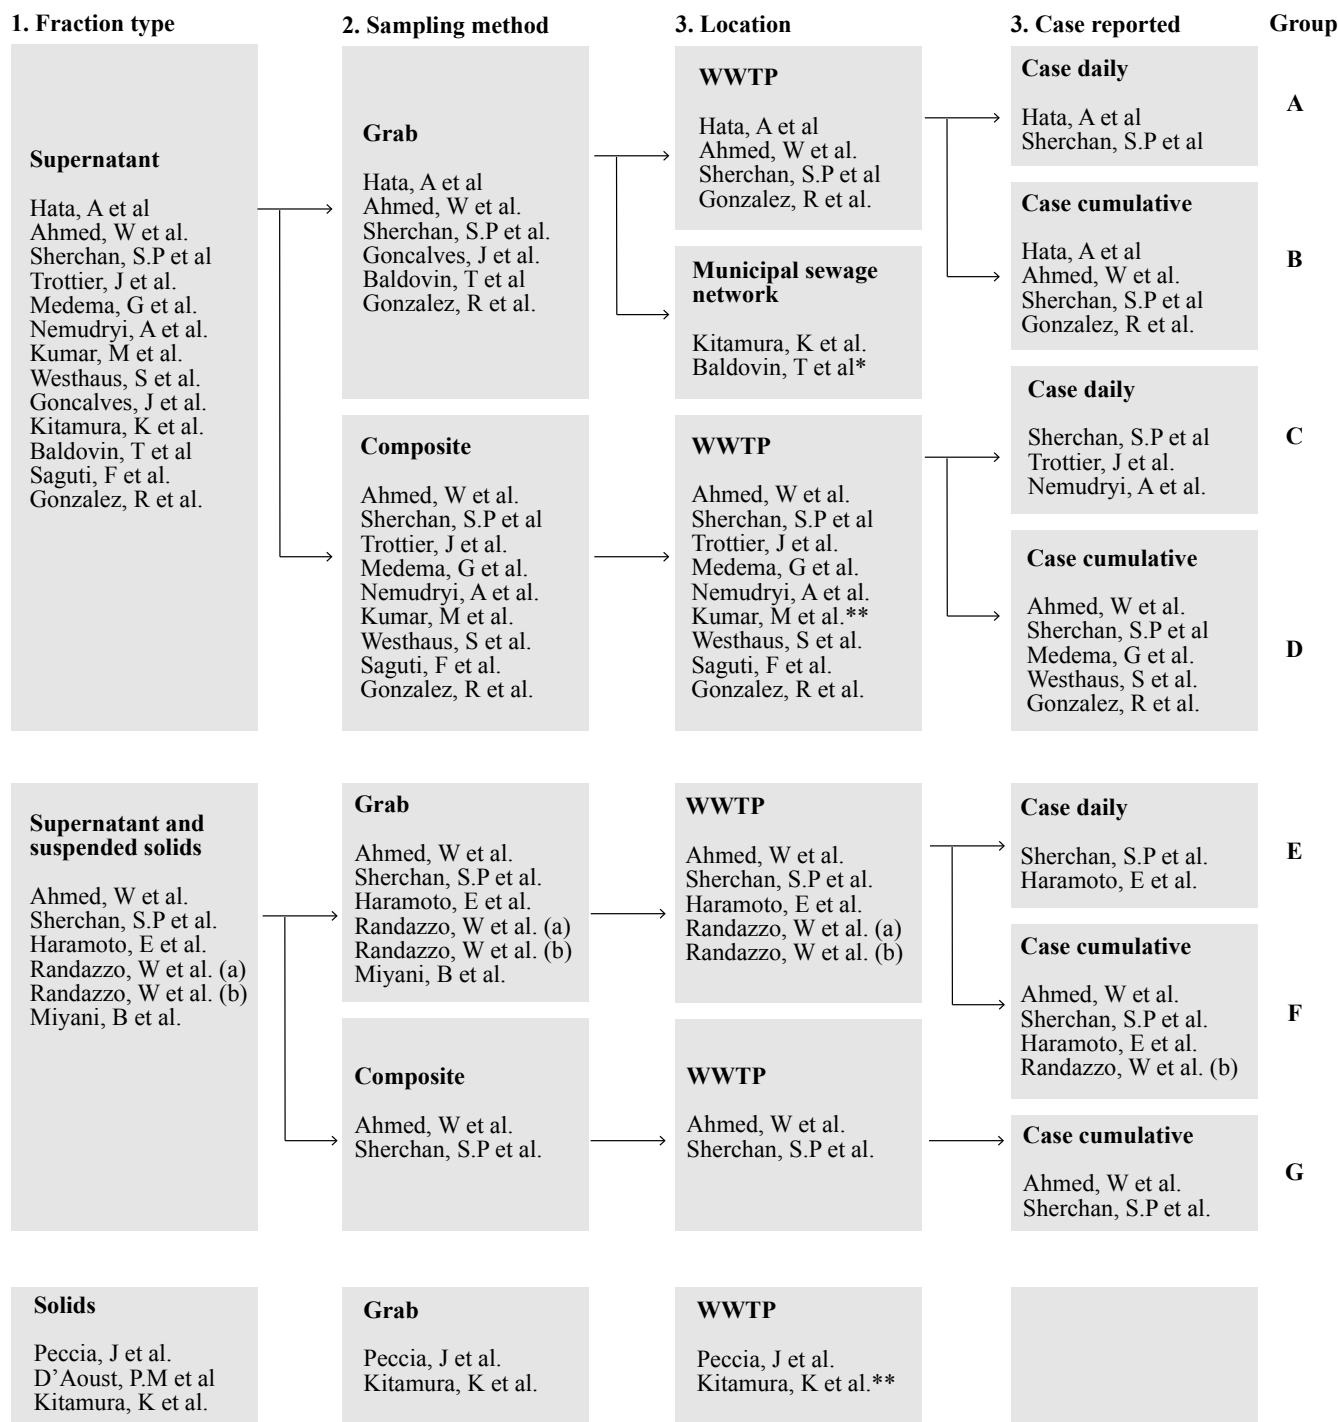 1. Fraction type
2. Sampling method
3. Location
3. Case reported
Group
Supernatant
Hata, A et al
Ahmed, W et al.
Sherchan, S.P et al
Trottier, J et al.
Medema, G et al.
Nemudryi, A et al.
Kumar, M et al.
Westhaus, S et al.
Goncalves, J et al.
Kitamura, K et al.
Baldovin, T et al
Saguti, F et al.
Gonzalez, R et al.
Grab
Hata, A et al
Ahmed, W et al.
Sherchan, S.P et al.
Goncalves, J et al.
Baldovin, T et al
Gonzalez, R et al.
WWTP
Hata, A et al
Ahmed, W et al.
Sherchan, S.P et al
Gonzalez, R et al.
Case daily
Hata, A et al
Sherchan, S.P et al
A
Case cumulative
Hata, A et al
Ahmed, W et al.
Sherchan, S.P et al
Gonzalez, R et al.
B
Municipal sewage
network
Kitamura, K et al.
Baldovin, T et al*
Composite
Ahmed, W et al.
Sherchan, S.P et al
Trottier, J et al.
Medema, G et al.
Nemudryi, A et al.
Kumar, M et al.
Westhaus, S et al.
Saguti, F et al.
Gonzalez, R et al.
WWTP
Ahmed, W et al.
Sherchan, S.P et al
Trottier, J et al.
Medema, G et al.
Nemudryi, A et al.
Kumar, M et al.**
Westhaus, S et al.
Saguti, F et al.
Gonzalez, R et al.
Case daily
Sherchan, S.P et al
Trottier, J et al.
Nemudryi, A et al.
C
Case cumulative
Ahmed, W et al.
Sherchan, S.P et al
Medema, G et al.
Westhaus, S et al.
Gonzalez, R et al.
D
Supernatant and
suspended solids
Ahmed, W et al.
Sherchan, S.P et al.
Haramoto, E et al.
Randazzo, W et al. (a)
Randazzo, W et al. (b)
Miyani, B et al.
Grab
Ahmed, W et al.
Sherchan, S.P et al.
Haramoto, E et al.
Randazzo, W et al. (a)
Randazzo, W et al. (b)
Miyani, B et al.
WWTP
Ahmed, W et al.
Sherchan, S.P et al.
Haramoto, E et al.
Randazzo, W et al. (a)
Randazzo, W et al. (b)
Case daily
Sherchan, S.P et al.
Haramoto, E et al.
E
Case cumulative
Ahmed, W et al.
Sherchan, S.P et al.
Haramoto, E et al.
Randazzo, W et al. (b)
F
Composite
Ahmed, W et al.
Sherchan, S.P et al.
WWTP
Ahmed, W et al.
Sherchan, S.P et al.
Case cumulative
Ahmed, W et al.
Sherchan, S.P et al.
G
Solids
Peccia, J et al.
D’Aoust, P.M et al
Kitamura, K et al.
Grab
Peccia, J et al.
Kitamura, K et al.
WWTP
Peccia, J et al.
Kitamura, K et al.**